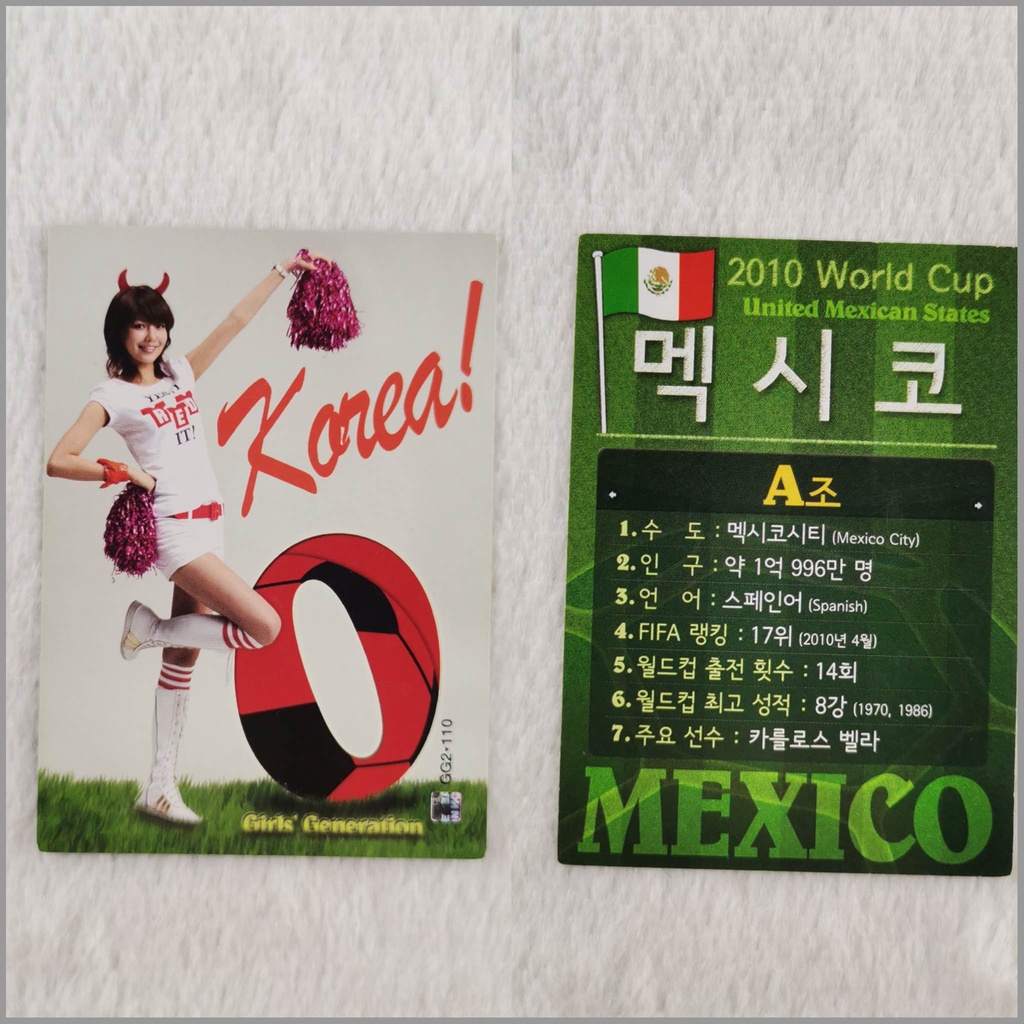 YES!
RED
IT!
Korea!
0
GG2·110
Girls' Generation
2010 World Cup
United Mexican States
멕시코
A조
1. 수 도 : 멕시코시티 (Mexico City)
2. 인 구 : 약 1억 996만 명
3. 언 어 : 스페인어 (Spanish)
4. FIFA 랭킹 : 17위 (2010년 4월)
5. 월드컵 출전 횟수 : 14회
6. 월드컵 최고 성적 : 8강 (1970, 1986)
7. 주요 선수 : 카를로스 벨라
MEXICO